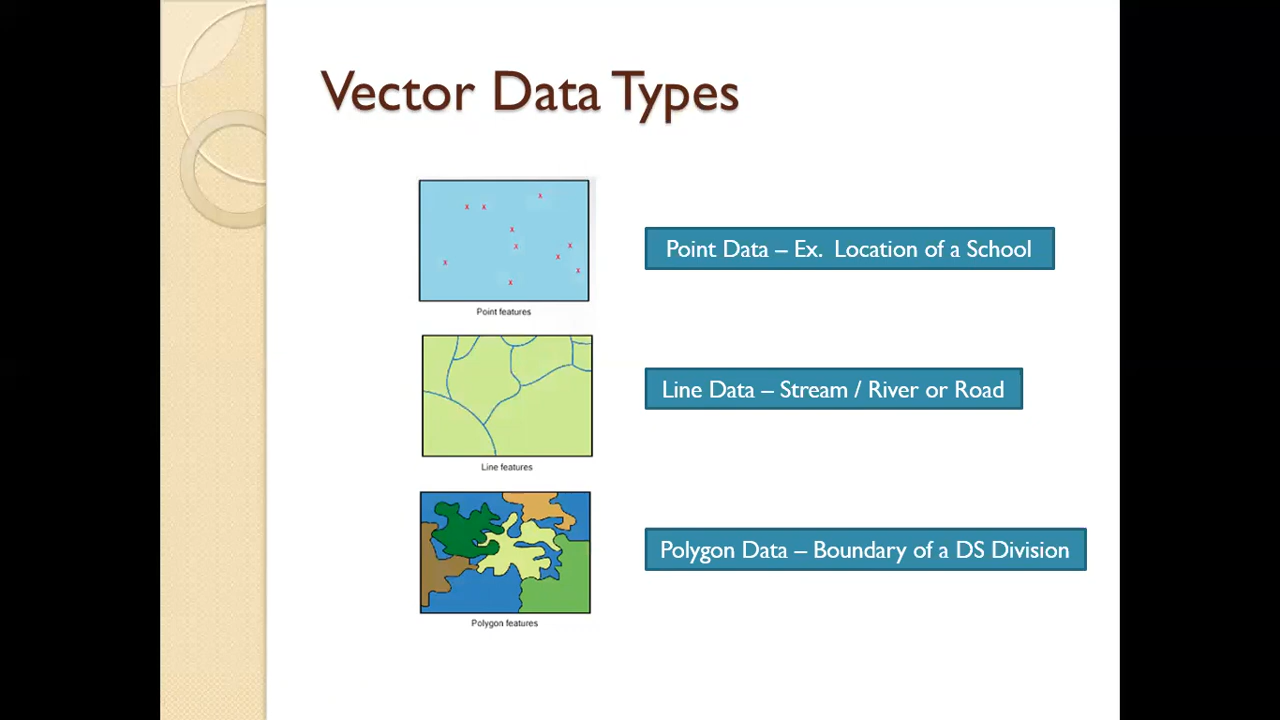 Vector Data Types
Point Data – Ex. Location of a School
Point features
Line Data – Stream / River or Road
Line features
Polygon Data – Boundary of a DS Division
Polygon features